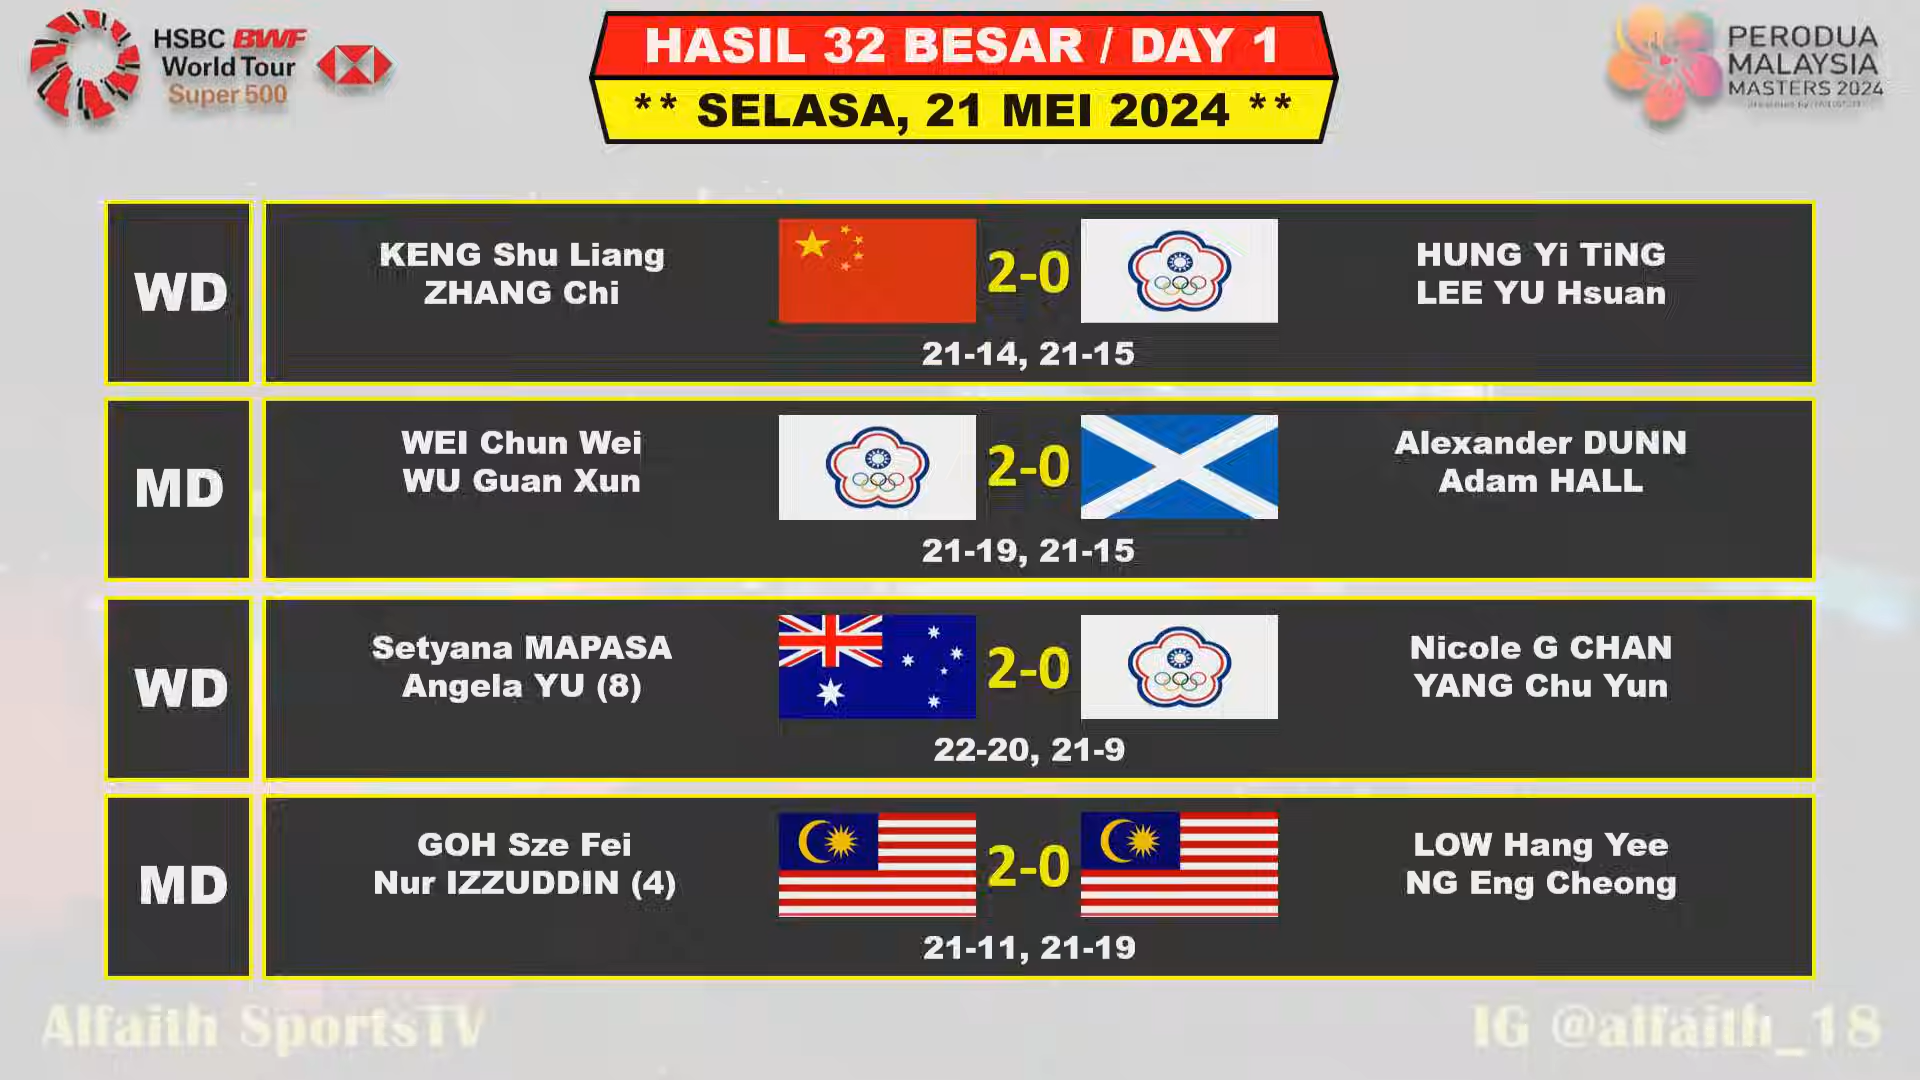 HSBC BWF
World Tour
Super 500
HASIL 32 BESAR / DAY 1
** SELASA, 21 MEI 2024 **
PERODUA
MALAYSIA
MASTERS 2024
WD
KENG Shu Liang
ZHANG Chi
2-0
HUNG Yi TiNG
LEE YU Hsuan
21-14, 21-15
MD
WEI Chun Wei
WU Guan Xun
2-0
Alexander DUNN
Adam HALL
21-19, 21-15
WD
Setyana MAPASA
Angela YU (8)
2-0
Nicole G CHAN
YANG Chu Yun
22-20, 21-9
MD
GOH Sze Fei
Nur IZZUDDIN (4)
2-0
LOW Hang Yee
NG Eng Cheong
21-11, 21-19
Alfaith SportsTV
IG @alfaith_18